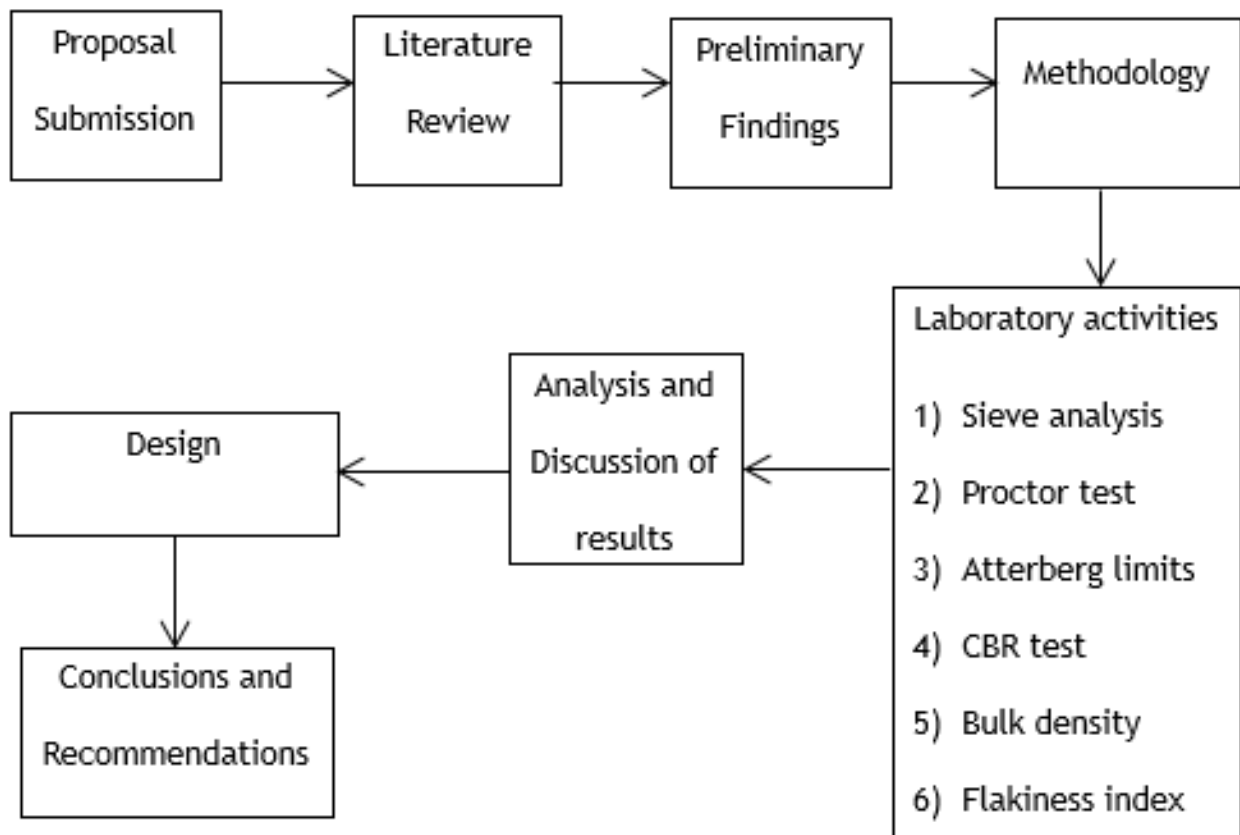 Proposal
Submission
Literature
Review
Preliminary
Findings
Methodology
Laboratory activities
1) Sieve analysis
2) Proctor test
3) Atterberg limits
4) CBR test
5) Bulk density
6) Flakiness index
Analysis and
Discussion of
results
Design
Conclusions and
Recommendations